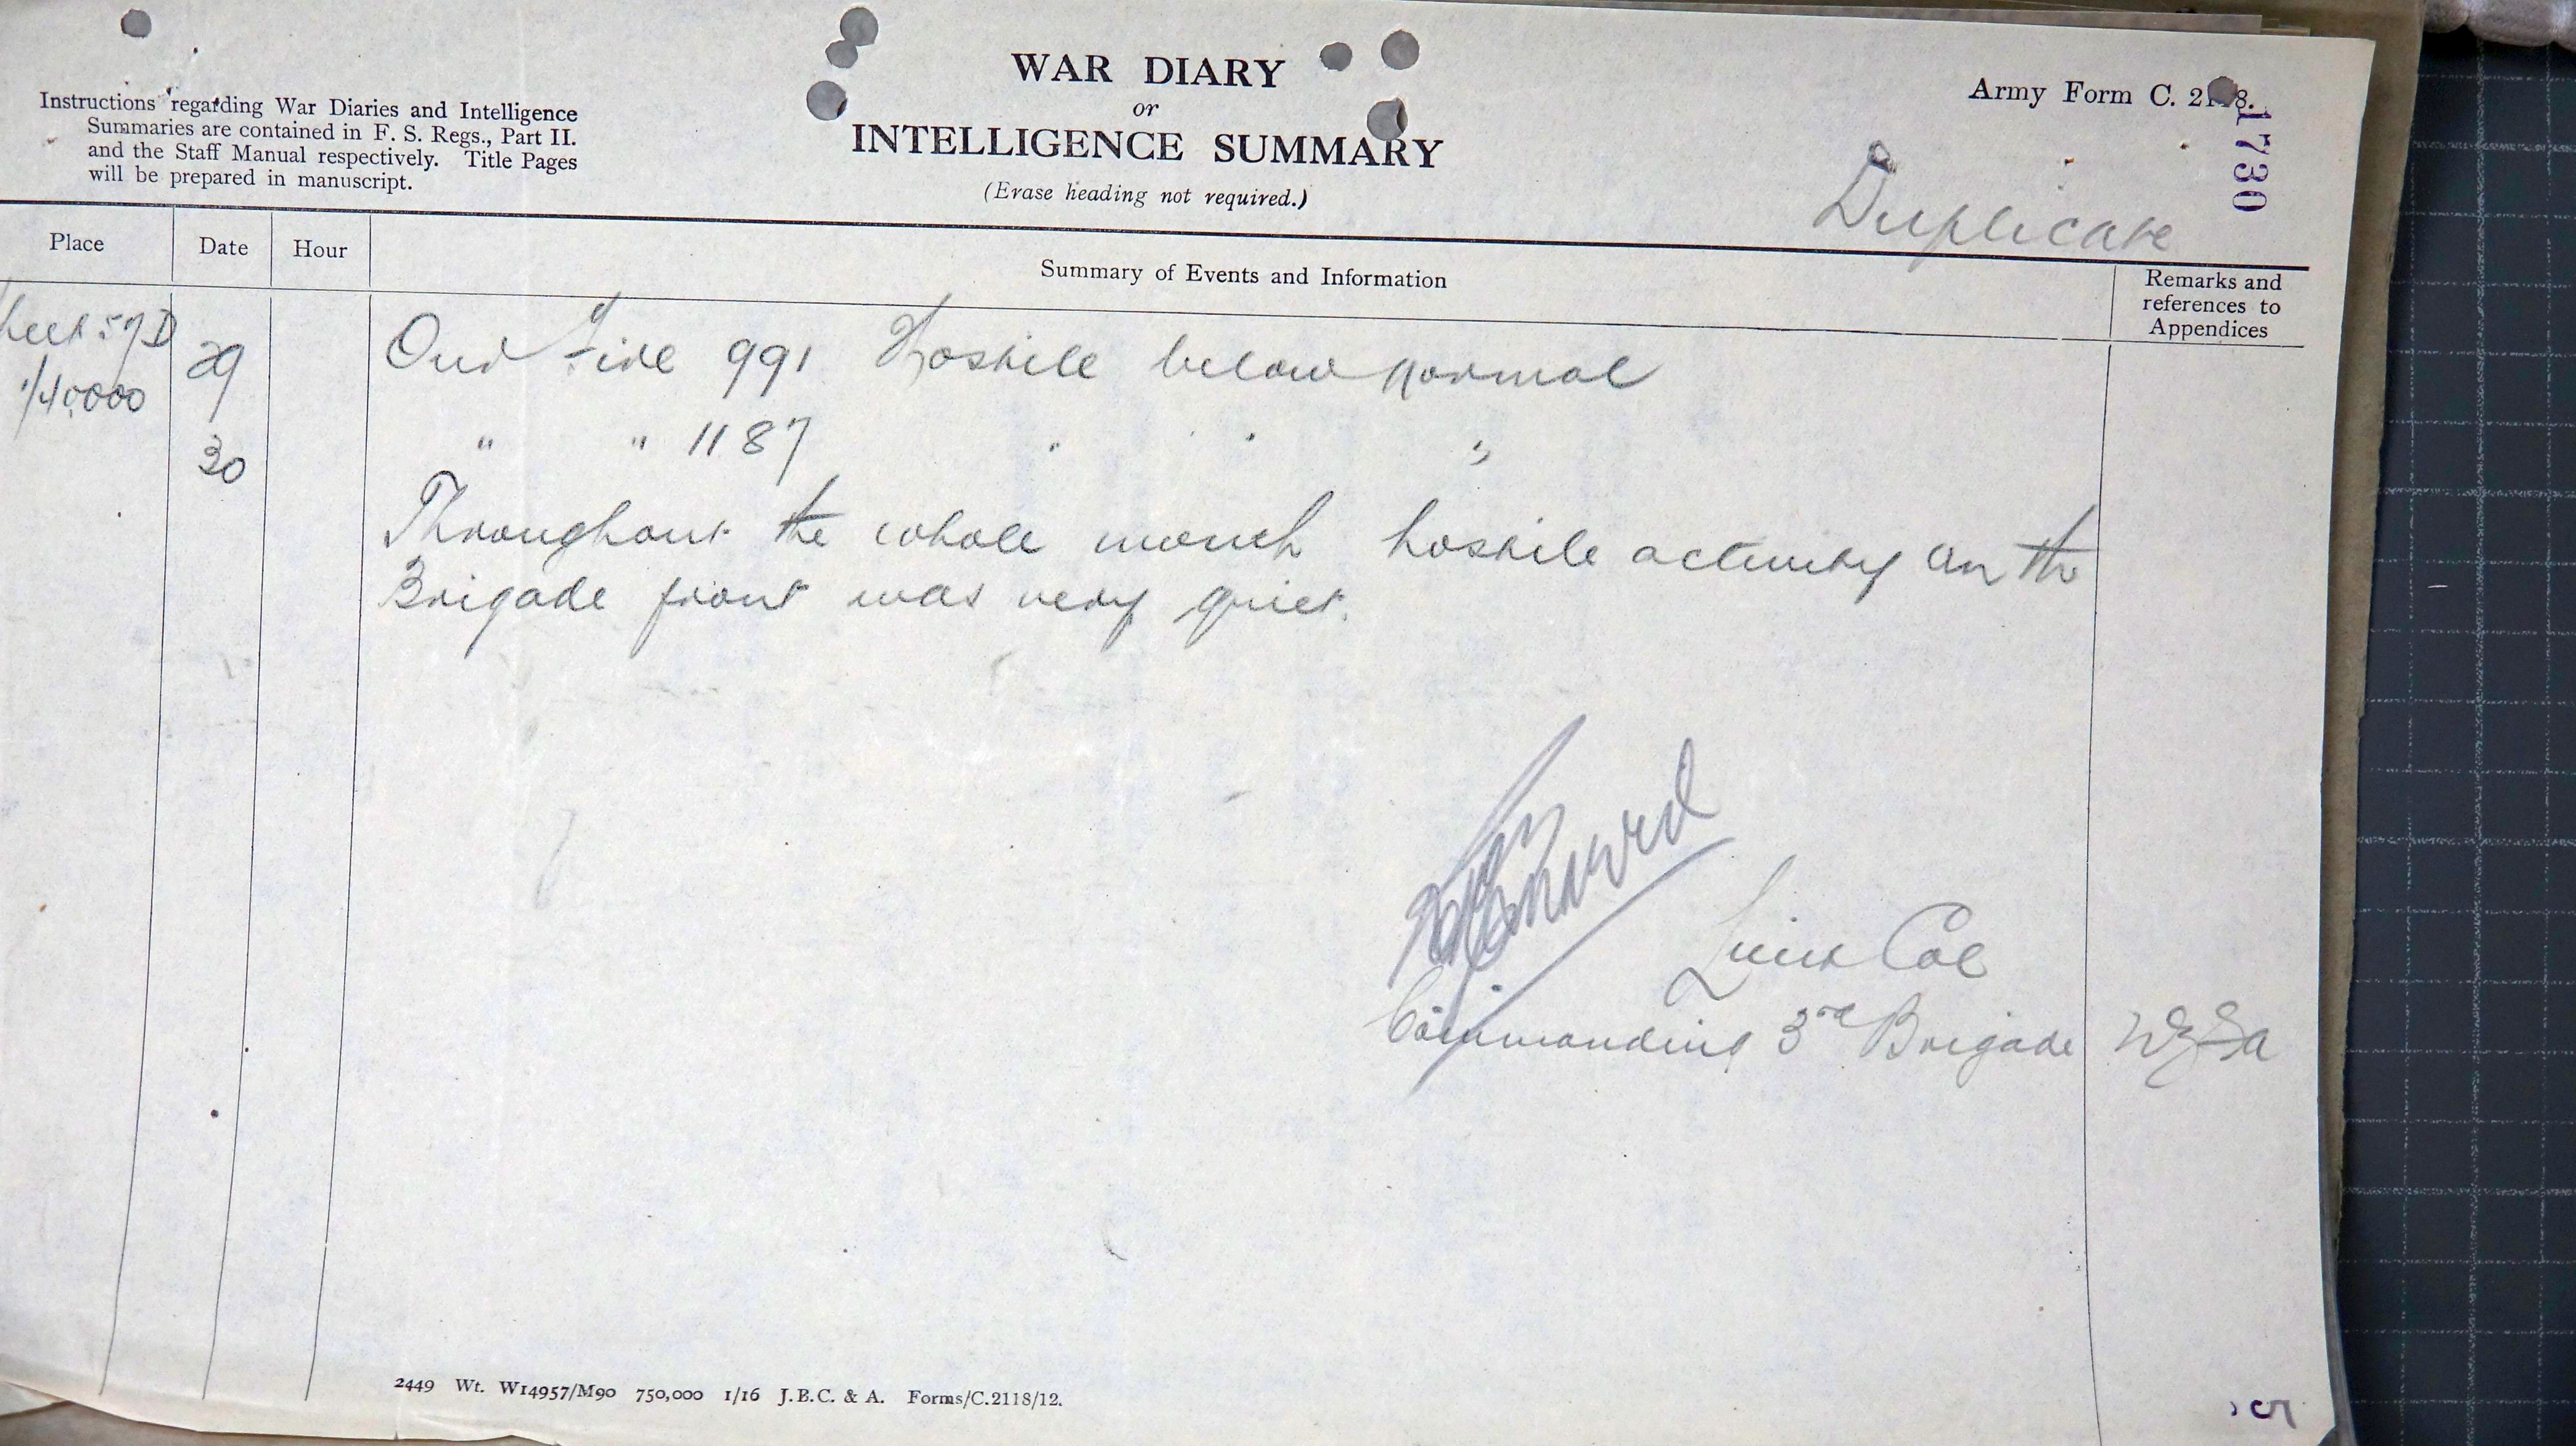 Instructions regarding War Diaries and Intelligence
Summaries are contained in F. S. Regs., Part II.
and the Staff Manual respectively. Title Pages
will be prepared in manuscript.
WAR DIARY
or
INTELLIGENCE SUMMARY
(Erase heading not required.)
Army Form C. 2118.
1730
Duplicate
Place Date Hour Summary of Events and Information Remarks and
references to
Appendices
heet 57D
1/40,000
29 Our Fire 991 Hostile below normal
30 " " 1187 " " "
Throughout the whole month hostile activity on the
Brigade front was very quiet.
Lieut Col
Commanding 3rd Brigade NZFA
2449 Wt. W14957/M90 750,000 1/16 J.B.C. & A. Forms/C.2118/12.
5